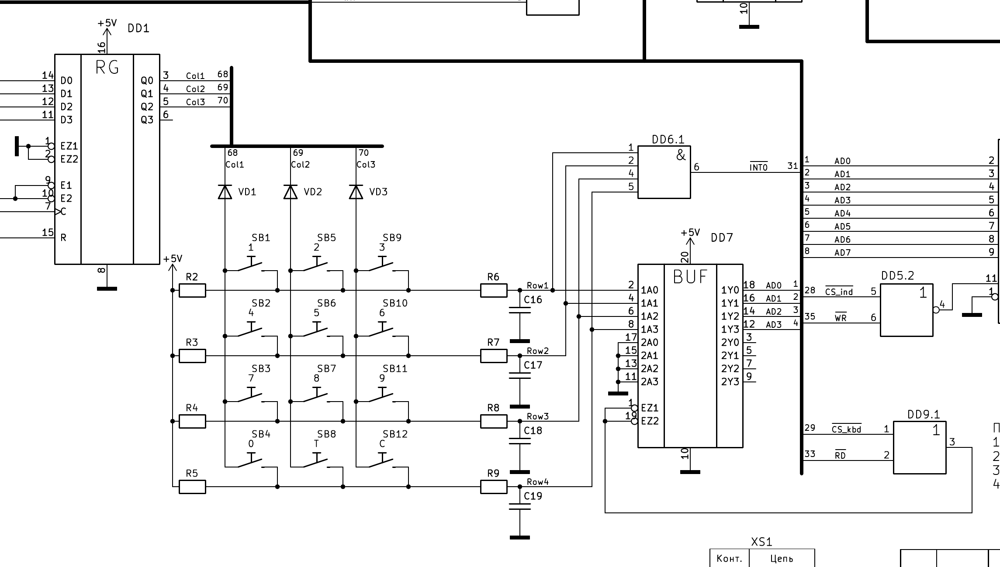 +5V
DD1
16
RG
14 D0
13 D1
12 D2
11 D3
1 EZ1
2 EZ2
9 E1
10 E2
7 C
15 R
8
Q0 3 Col1 68
Q1 4 Col2 69
Q2 5 Col3 70
Q3 6
68 69 70
Col1 Col2 Col3
VD1 VD2 VD3
+5V
SB1 SB5 SB9
1 2 3
R2 R6 Row1
C16
SB2 SB6 SB10
4 5 6
R3 R7 Row2
C17
SB3 SB7 SB11
7 8 9
R4 R8 Row3
C18
SB4 SB8 SB12
0 T C
R5 R9 Row4
C19
10
DD6.1
&
1
2
4
5
6 INT0 31
+5V
DD7
20
BUF
2 1A0
4 1A1
6 1A2
8 1A3
17 2A0
15 2A1
13 2A2
11 2A3
1 EZ1
19 EZ2
10
1Y0 18 AD0 1
1Y1 16 AD1 2
1Y2 14 AD2 3
1Y3 12 AD3 4
2Y0 3
2Y1 5
2Y2 7
2Y3 9
1 AD0 2
2 AD1 3
3 AD2 4
4 AD3 5
5 AD4 6
6 AD5 7
7 AD6 8
8 AD7 9
DD5.2
28 CS_ind 5
35 WR 6
1
4
11
1
DD9.1
29 CS_kbd 1
33 RD 2
1
3
П
1
2
3
4
XS1
Конт. Цепь